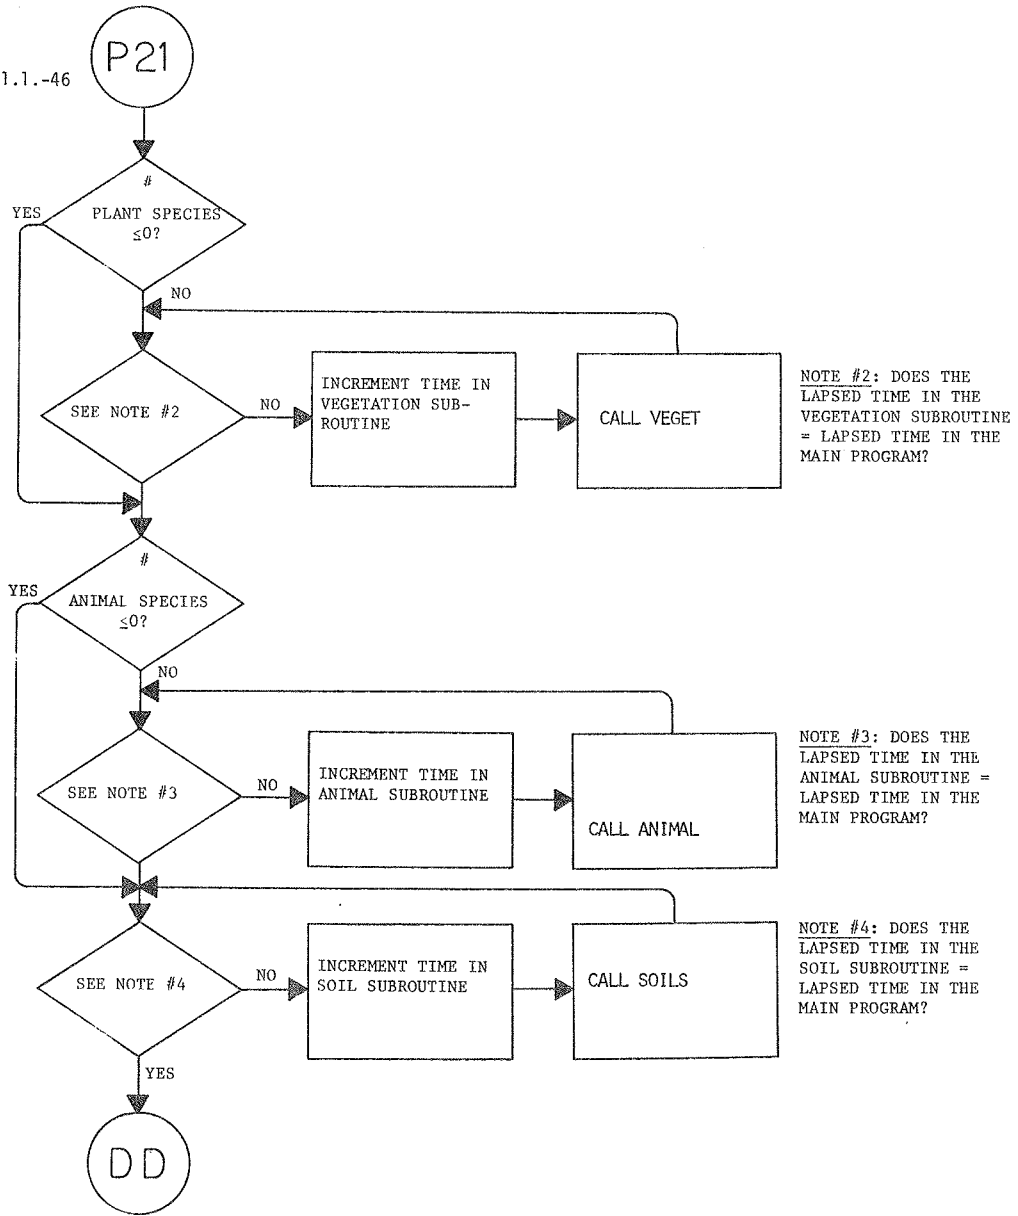 P21
1.1.-46
#
PLANT SPECIES
≤0?
YES
NO
SEE NOTE #2
NO
INCREMENT TIME IN
VEGETATION SUB-
ROUTINE
CALL VEGET
NOTE #2: DOES THE
LAPSED TIME IN THE
VEGETATION SUBROUTINE
= LAPSED TIME IN THE
MAIN PROGRAM?
#
ANIMAL SPECIES
≤0?
YES
NO
SEE NOTE #3
NO
INCREMENT TIME IN
ANIMAL SUBROUTINE
CALL ANIMAL
NOTE #3: DOES THE
LAPSED TIME IN THE
ANIMAL SUBROUTINE =
LAPSED TIME IN THE
MAIN PROGRAM?
SEE NOTE #4
NO
INCREMENT TIME IN
SOIL SUBROUTINE
CALL SOILS
NOTE #4: DOES THE
LAPSED TIME IN THE
SOIL SUBROUTINE =
LAPSED TIME IN THE
MAIN PROGRAM?
YES
DD